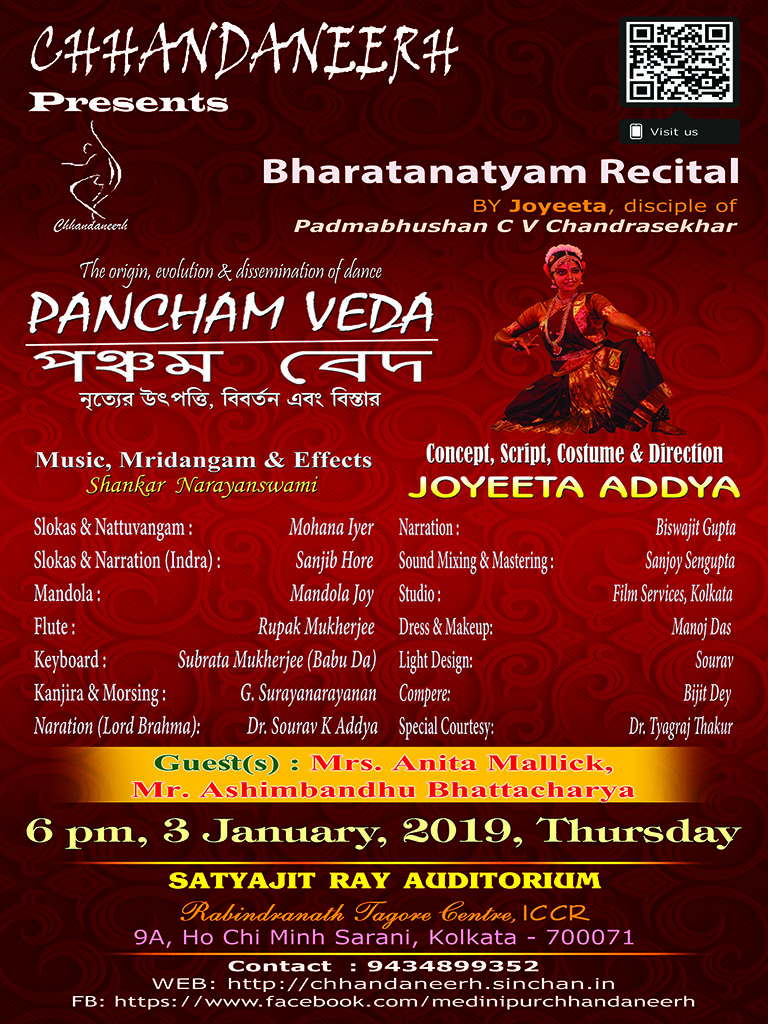 CHHANDANEERH
Presents
Visit us
Chhandaneerh
Bharatanatyam Recital
BY Joyeeta, disciple of
Padmabhushan C V Chandrasekhar
The origin, evolution & dissemination of dance
PANCHAM VEDA
পঞ্চম বেদ
নৃত্যের উৎপত্তি, বিবর্তন এবং বিস্তার
Music, Mridangam & Effects
Shankar Narayanswami
Slokas & Nattuvangam : Mohana Iyer
Slokas & Narration (Indra) : Sanjib Hore
Mandola : Mandola Joy
Flute : Rupak Mukherjee
Keyboard : Subrata Mukherjee (Babu Da)
Kanjira & Morsing : G. Surayanarayanan
Naration (Lord Brahma): Dr. Sourav K Addya
Concept, Script, Costume & Direction
JOYEETA ADDYA
Narration : Biswajit Gupta
Sound Mixing & Mastering : Sanjoy Sengupta
Studio : Film Services, Kolkata
Dress & Makeup: Manoj Das
Light Design: Sourav
Compere: Bijit Dey
Special Courtesy: Dr. Tyagraj Thakur
Guest(s) : Mrs. Anita Mallick,
Mr. Ashimbandhu Bhattacharya
6 pm, 3 January, 2019, Thursday
SATYAJIT RAY AUDITORIUM
Rabindranath Tagore Centre, ICCR
9A, Ho Chi Minh Sarani, Kolkata - 700071
Contact : 9434899352
WEB: http://chhandaneerh.sinchan.in
FB: https://www.facebook.com/medinipurchhandaneerh